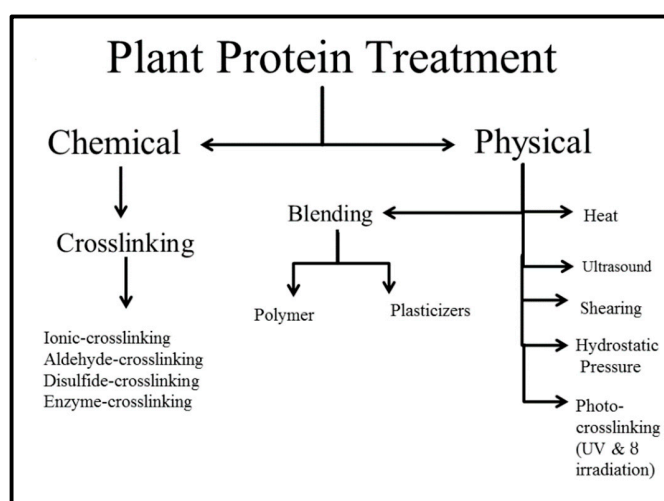 Plant Protein Treatment
Chemical
Physical
Crosslinking
Blending
Heat
Ultrasound
Polymer
Plasticizers
Shearing
Hydrostatic
Pressure
Ionic-crosslinking
Aldehyde-crosslinking
Disulfide-crosslinking
Enzyme-crosslinking
Photo-
crosslinking
(UV & 8
irradiation)